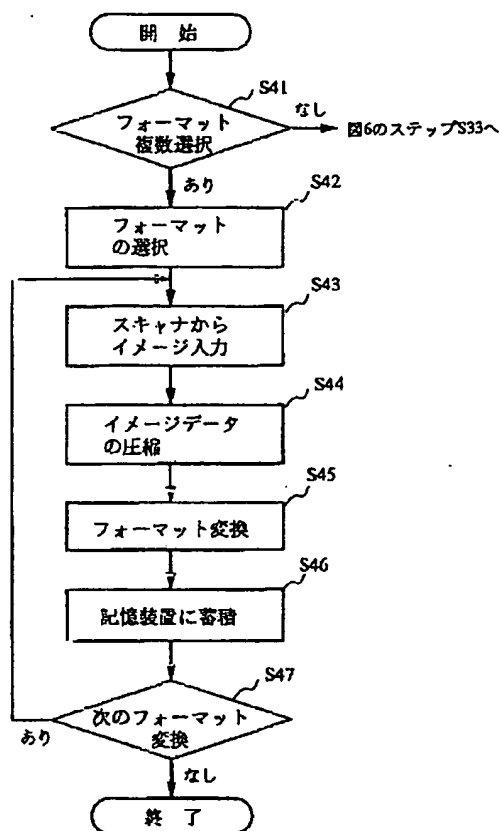 開 始
S41
フォーマット
複数選択
なし
図6のステップS33へ
あり
S42
フォーマット
の選択
S43
スキャナから
イメージ入力
S44
イメージデータ
の圧縮
S45
フォーマット変換
S46
記憶装置に蓄積
S47
次のフォーマット
変換
あり
なし
終 了